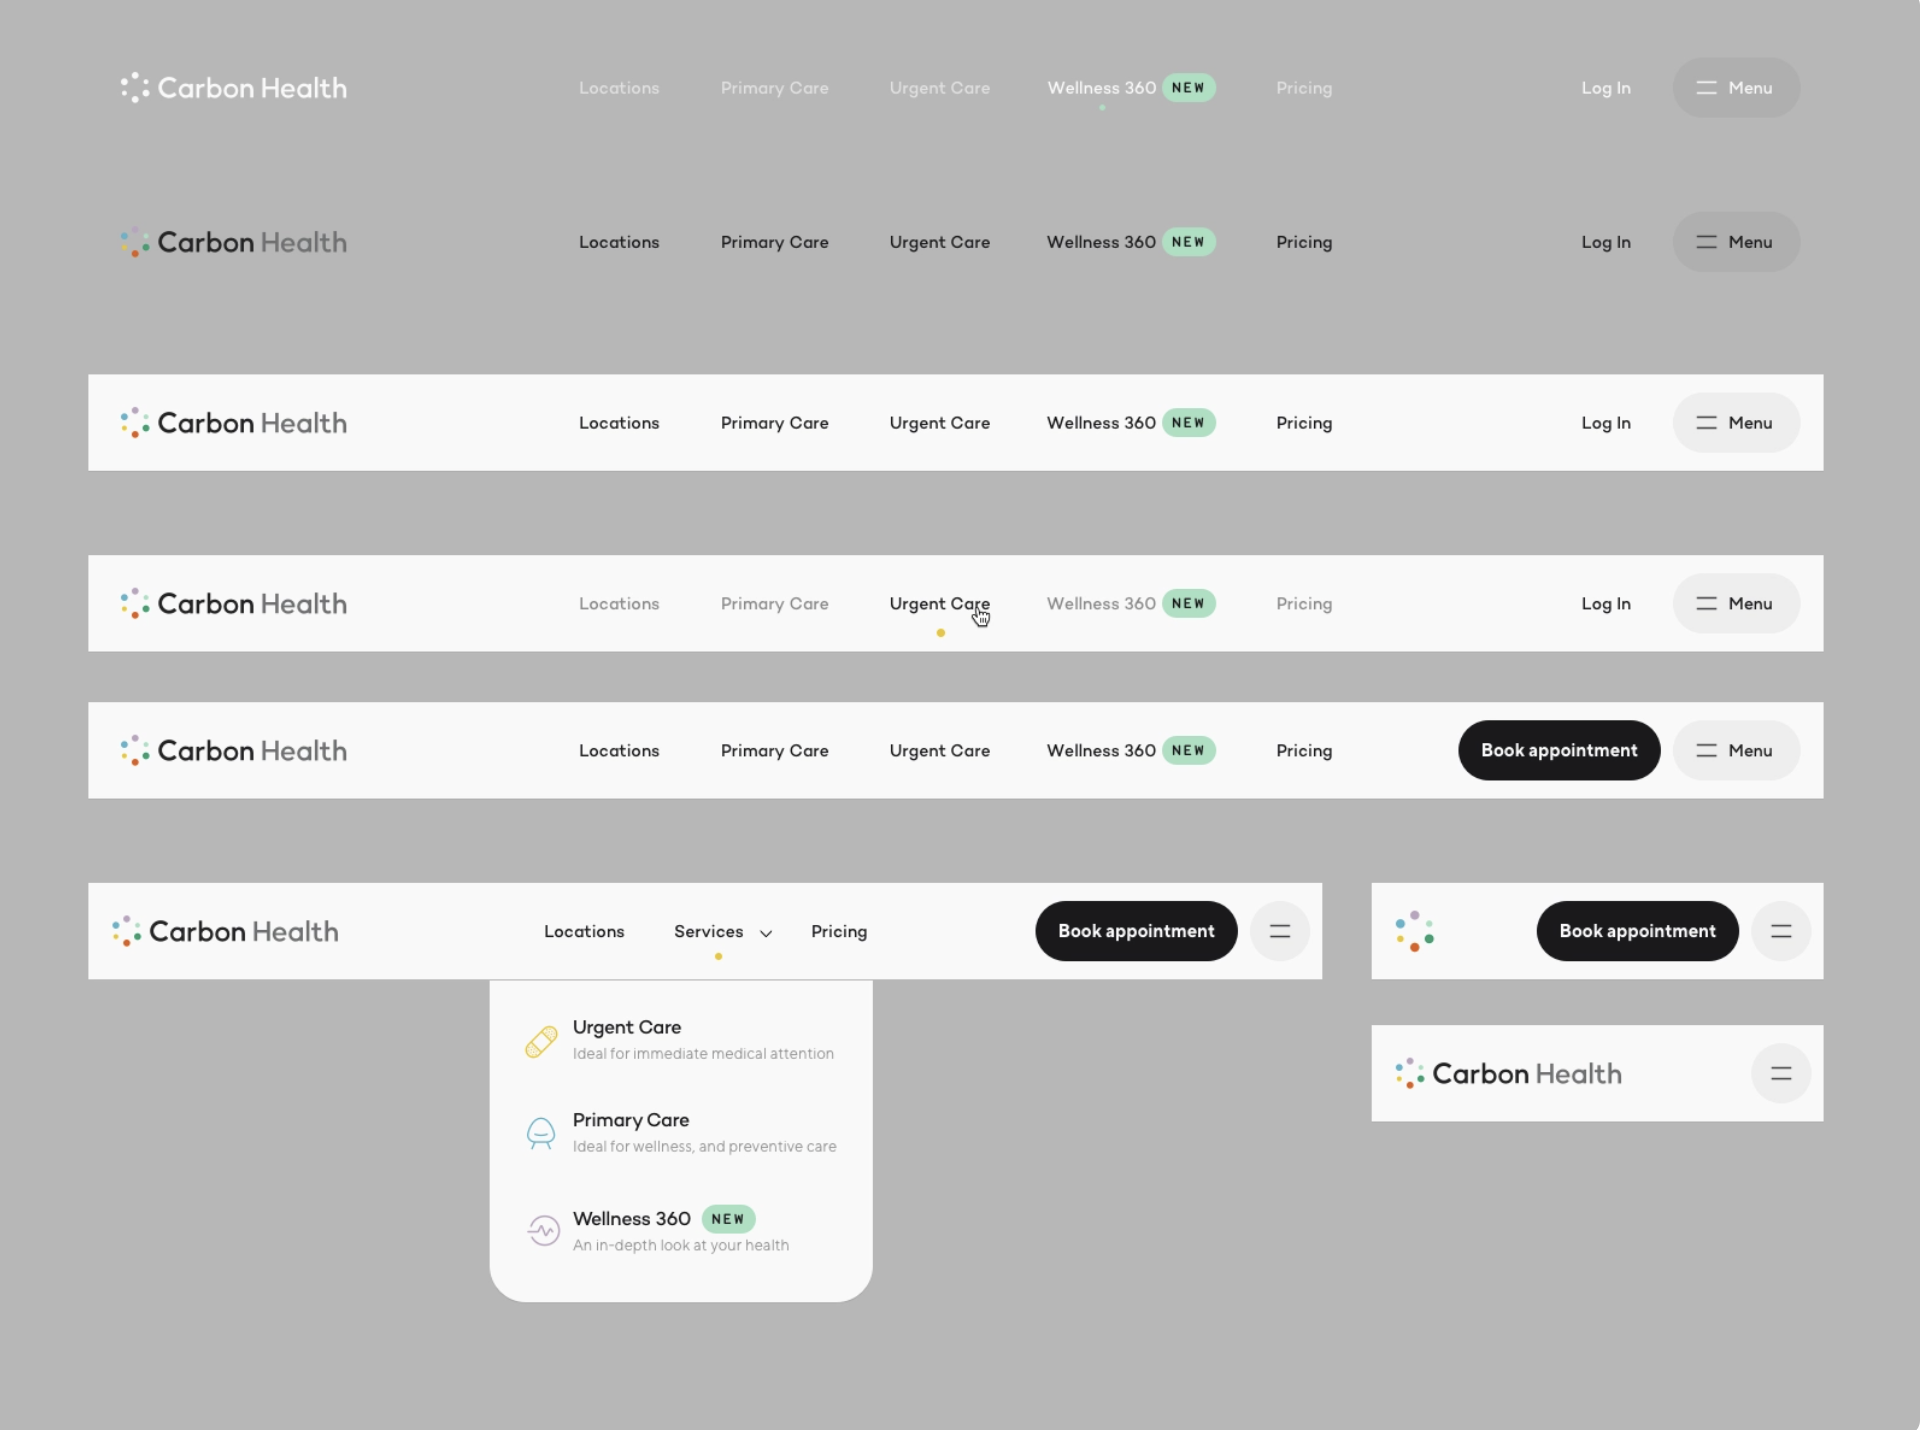 Carbon Health Locations Primary Care Urgent Care Wellness 360 NEW Pricing Log In Menu
Carbon Health Locations Primary Care Urgent Care Wellness 360 NEW Pricing Log In Menu
Carbon Health Locations Primary Care Urgent Care Wellness 360 NEW Pricing Log In Menu
Carbon Health Locations Primary Care Urgent Care Wellness 360 NEW Pricing Log In Menu
Carbon Health Locations Primary Care Urgent Care Wellness 360 NEW Pricing Book appointment Menu
Carbon Health Locations Services Pricing Book appointment
Urgent Care
Ideal for immediate medical attention
Primary Care
Ideal for wellness, and preventive care
Wellness 360 NEW
An in-depth look at your health
Book appointment
Carbon Health